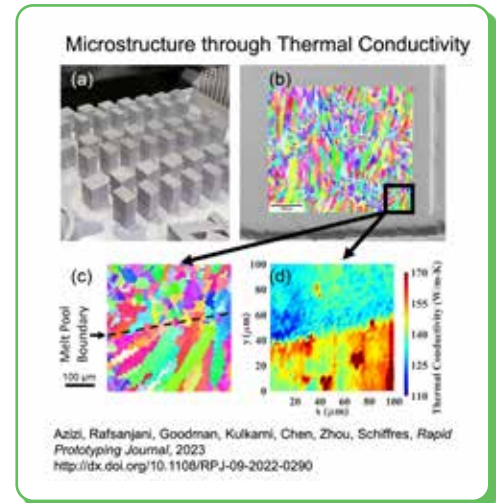 Microstructure through Thermal Conductivity
(a)
(b)
(c)
(d)
Melt Pool
Boundary
100 μm
100
80
60
40
20
0
y (μm)
20 40 60 80 100
x (μm)
170
155
140
125
110
Thermal Conductivity (W/m-K)
Azizi, Rafsanjani, Goodman, Kulkarni, Chen, Zhou, Schiffres, Rapid
Prototyping Journal, 2023
http://dx.doi.org/10.1108/RPJ-09-2022-0290